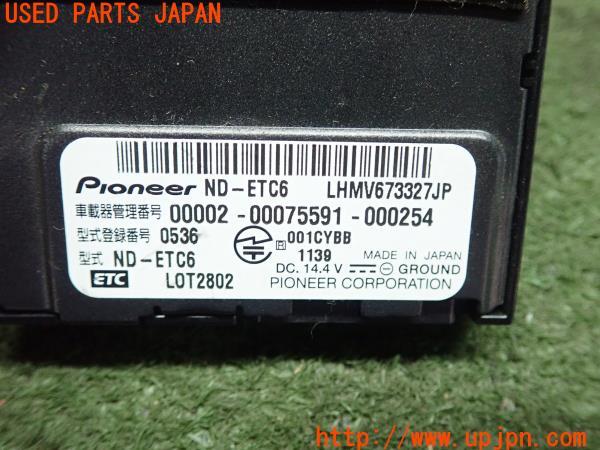 USED PARTS JAPAN
Pioneer ND-ETC6 LHMV673327JP
車載器管理番号 00002-00075591-000254
型式登録番号 0536 R 001CYBB
1139 MADE IN JAPAN
型式 ND-ETC6 DC. 14.4 V GROUND
ETC LOT2802 PIONEER CORPORATION
UPJ http://www.upjpn.com